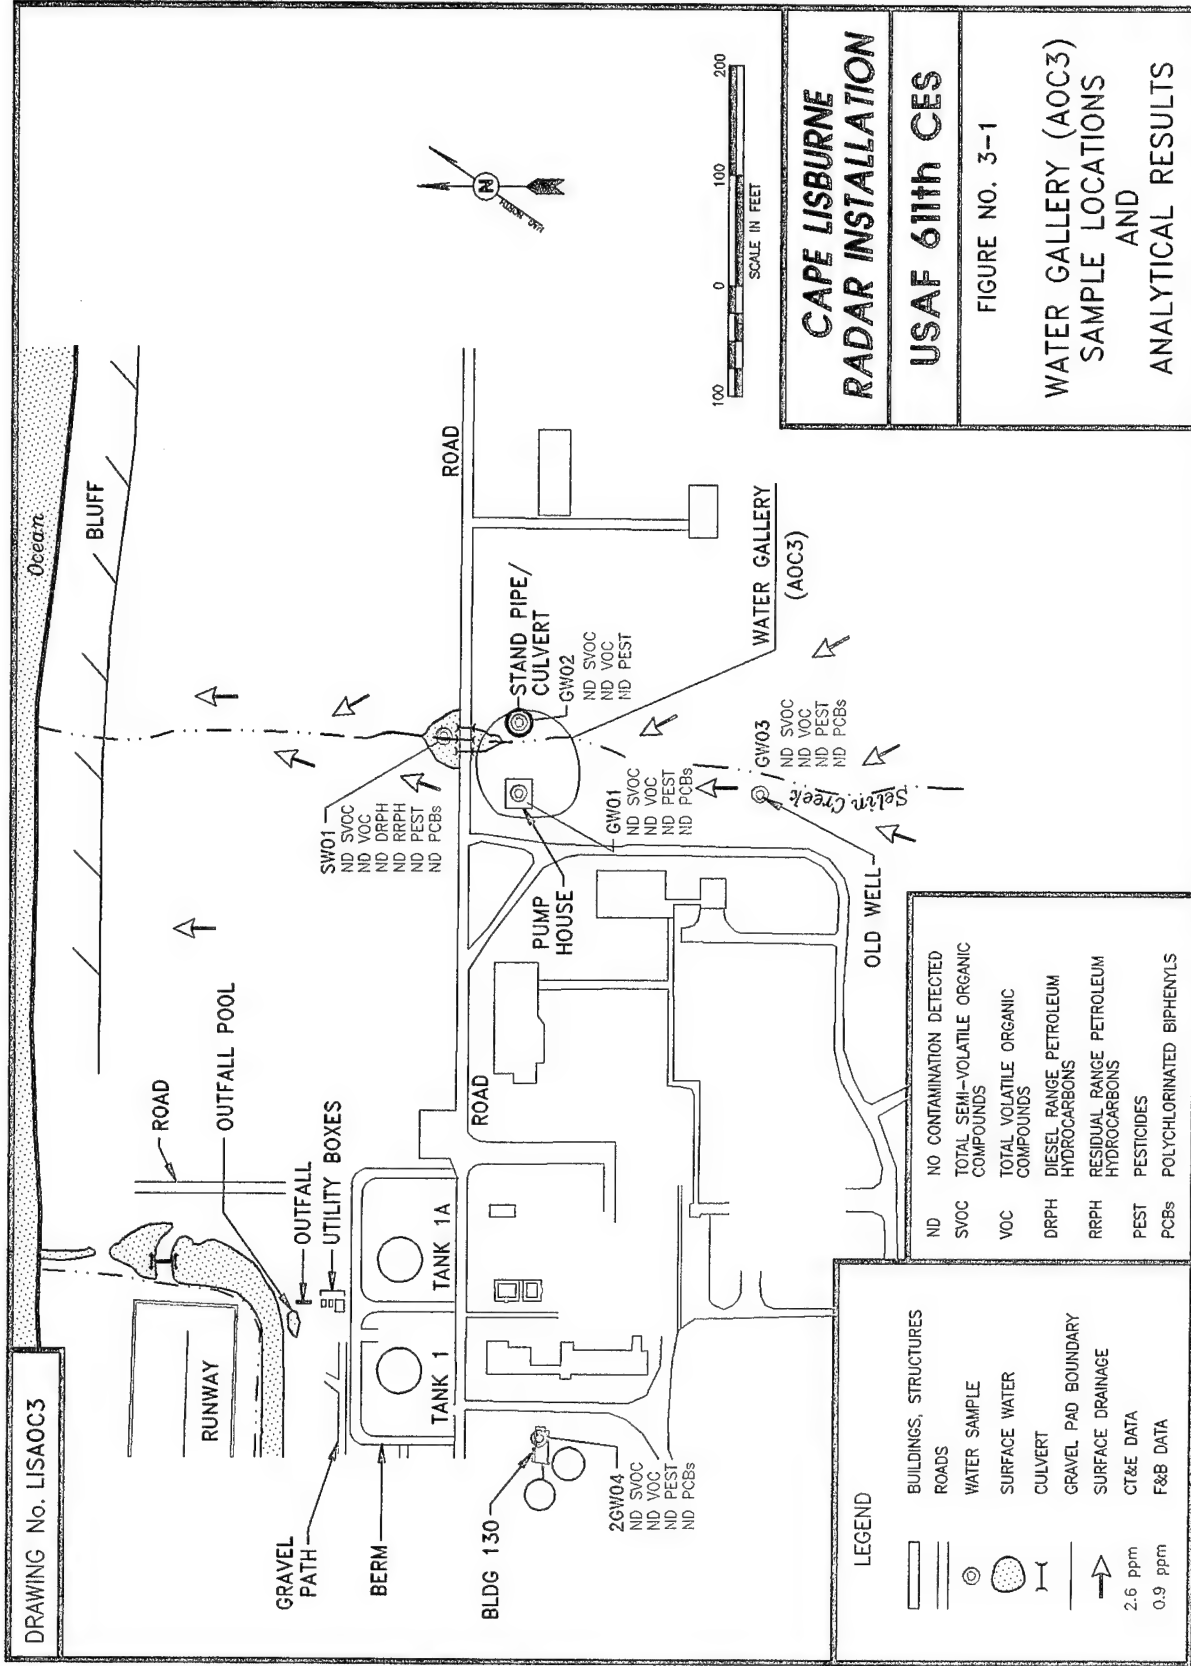 DRAWING No. LISAOC3
Ocean
BLUFF
ROAD
OUTFALL POOL
RUNWAY
OUTFALL
UTILITY BOXES
GRAVEL
PATH
BERM
TANK 1
TANK 1A
BLDG 130
2GW04
ND SVOC
ND VOC
ND PEST
ND PCBs
ROAD
ROAD
SW01
ND SVOC
ND VOC
ND DRPH
ND RRPH
ND PEST
ND PCBs
STAND PIPE/
CULVERT
GW02
ND SVOC
ND VOC
ND PEST
PUMP
HOUSE
GW01
ND SVOC
ND VOC
ND PEST
ND PCBs
WATER GALLERY
(AOC3)
GW03
ND SVOC
ND VOC
ND PEST
ND PCBs
Selin Creek
OLD WELL
N
MAG NORTH
100
0
100
200
SCALE IN FEET
LEGEND
BUILDINGS, STRUCTURES
ROADS
WATER SAMPLE
SURFACE WATER
CULVERT
GRAVEL PAD BOUNDARY
SURFACE DRAINAGE
2.6 ppm CT&E DATA
0.9 ppm F&B DATA
ND NO CONTAMINATION DETECTED
SVOC TOTAL SEMI-VOLATILE ORGANIC
COMPOUNDS
VOC TOTAL VOLATILE ORGANIC
COMPOUNDS
DRPH DIESEL RANGE PETROLEUM
HYDROCARBONS
RRPH RESIDUAL RANGE PETROLEUM
HYDROCARBONS
PEST PESTICIDES
PCBs POLYCHLORINATED BIPHENYLS
CAPE LISBURNE
RADAR INSTALLATION
USAF 611th CES
FIGURE NO. 3-1
WATER GALLERY (AOC3)
SAMPLE LOCATIONS
AND
ANALYTICAL RESULTS